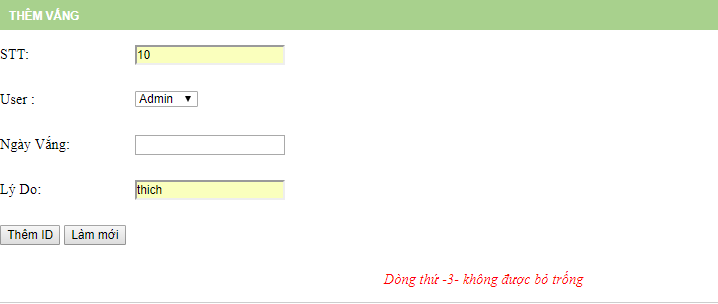 THÊM VẮNG
STT: 10
User : Admin
Ngày Vắng:
Lý Do: thich
Thêm ID Làm mới
Dòng thứ -3- không được bỏ trống